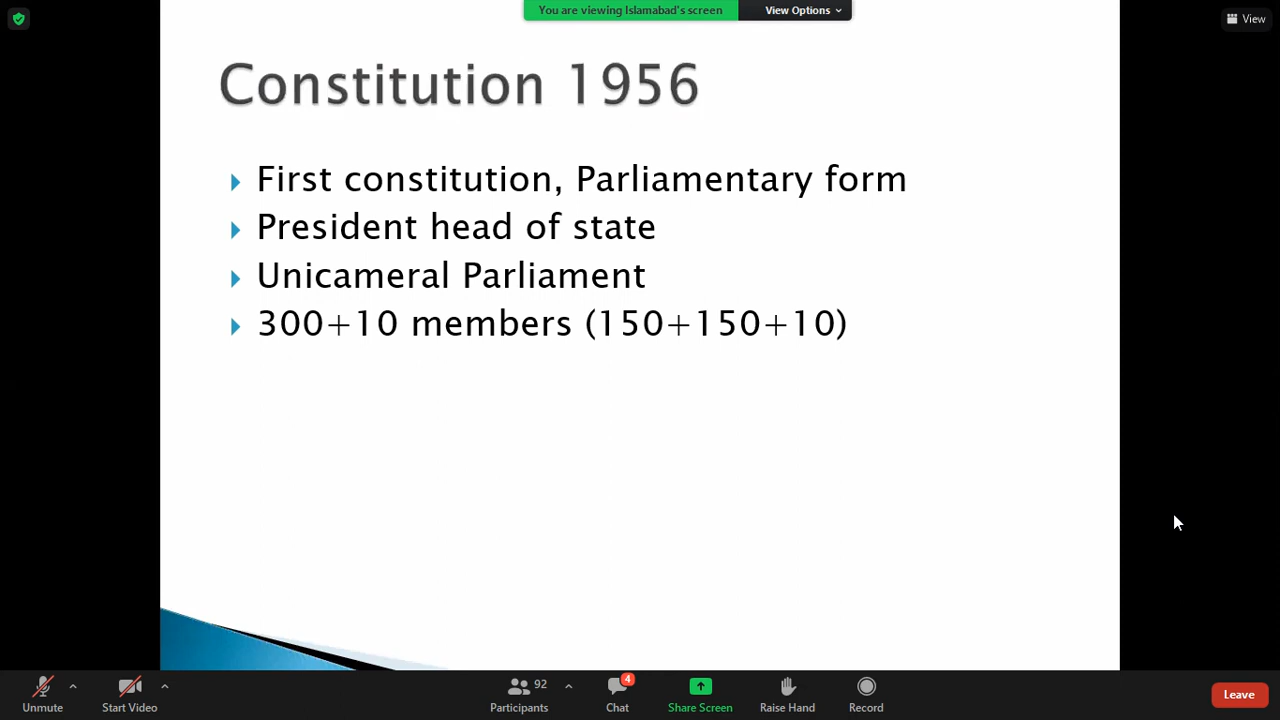 You are viewing Islamabad's screen
View Options
View
Constitution 1956
First constitution, Parliamentary form
President head of state
Unicameral Parliament
300+10 members (150+150+10)
Unmute
Start Video
92
Participants
4
Chat
Share Screen
Raise Hand
Record
Leave